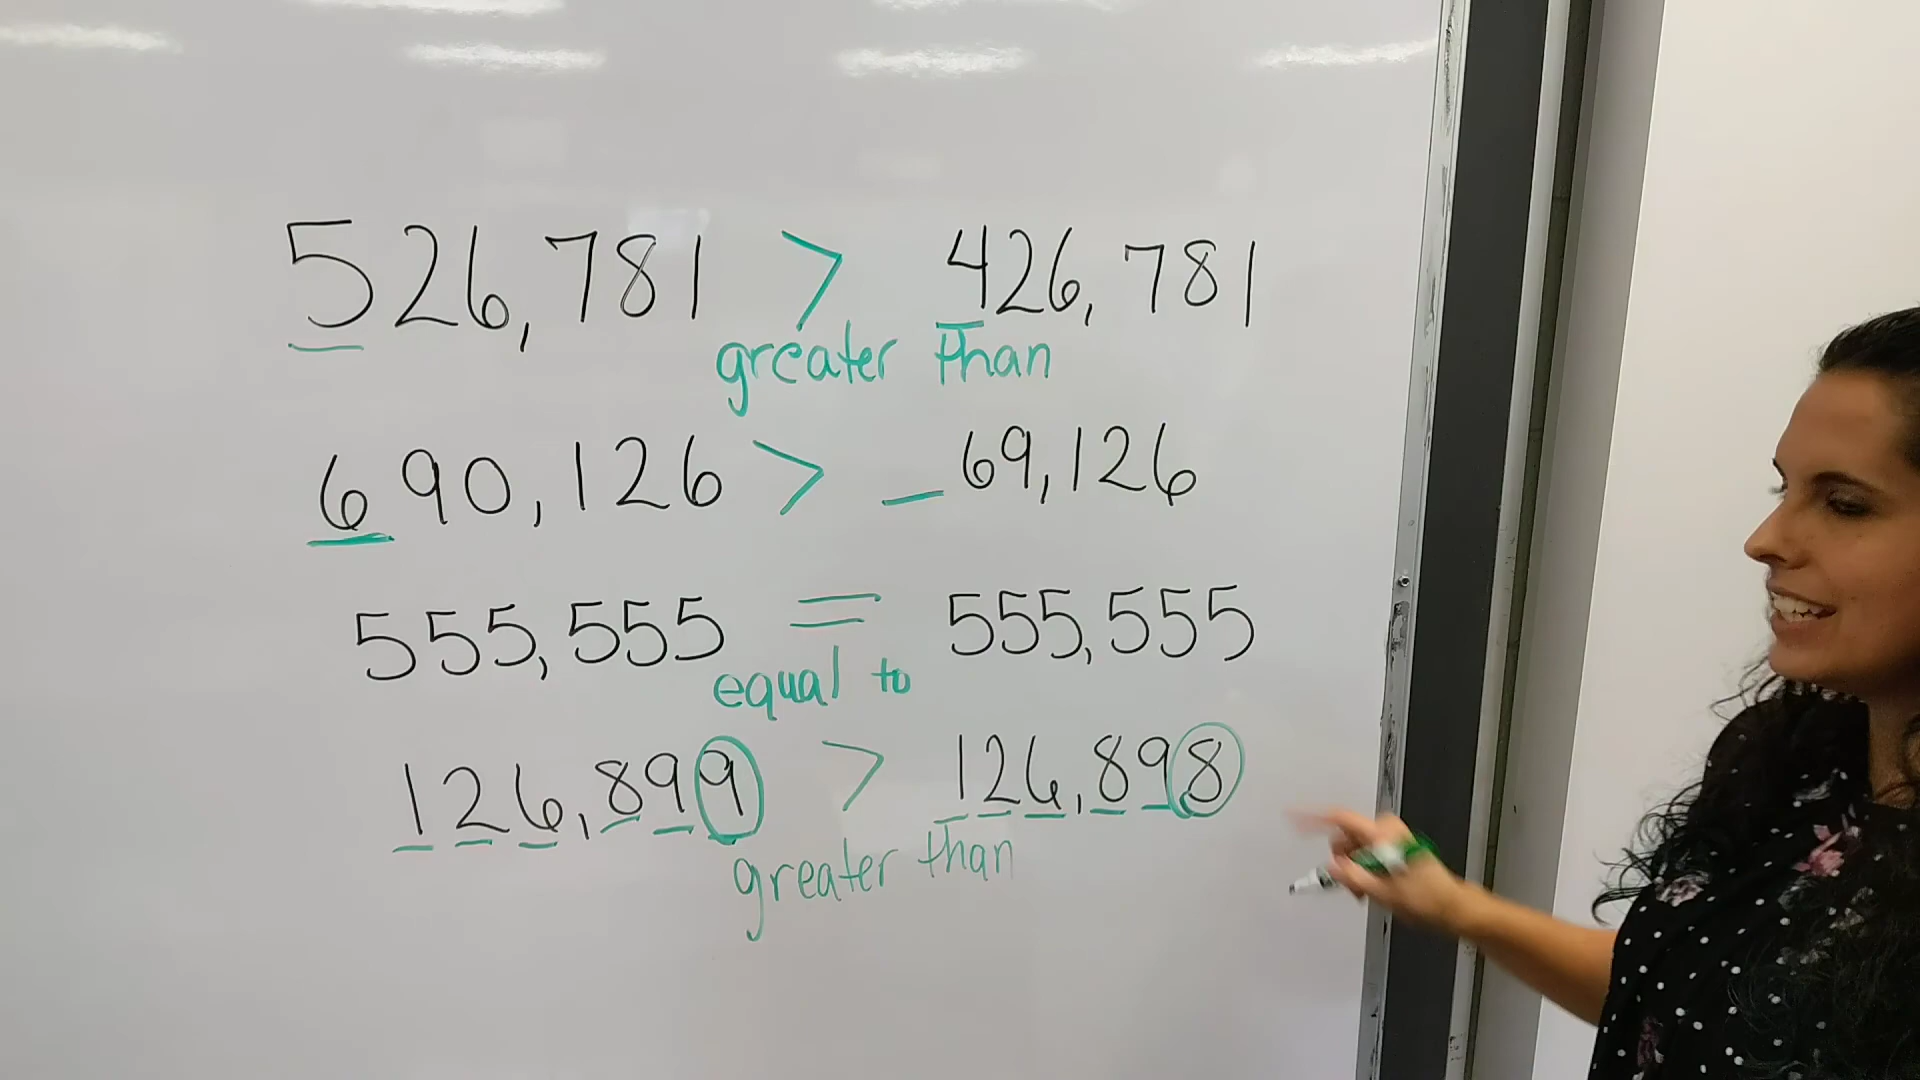 526,781 > 426,781
greater than
690,126 > _69,126
555,555 = 555,555
equal to
126,899 > 126,898
greater than